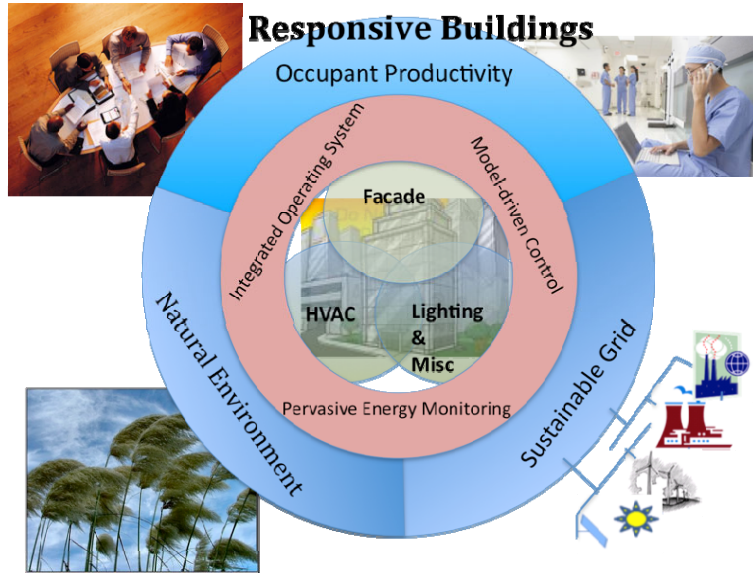 Responsive Buildings
Occupant Productivity
Integrated Operating System
Model-driven Control
Facade
HVAC
Lighting
&
Misc
Pervasive Energy Monitoring
Natural Environment
Sustainable Grid